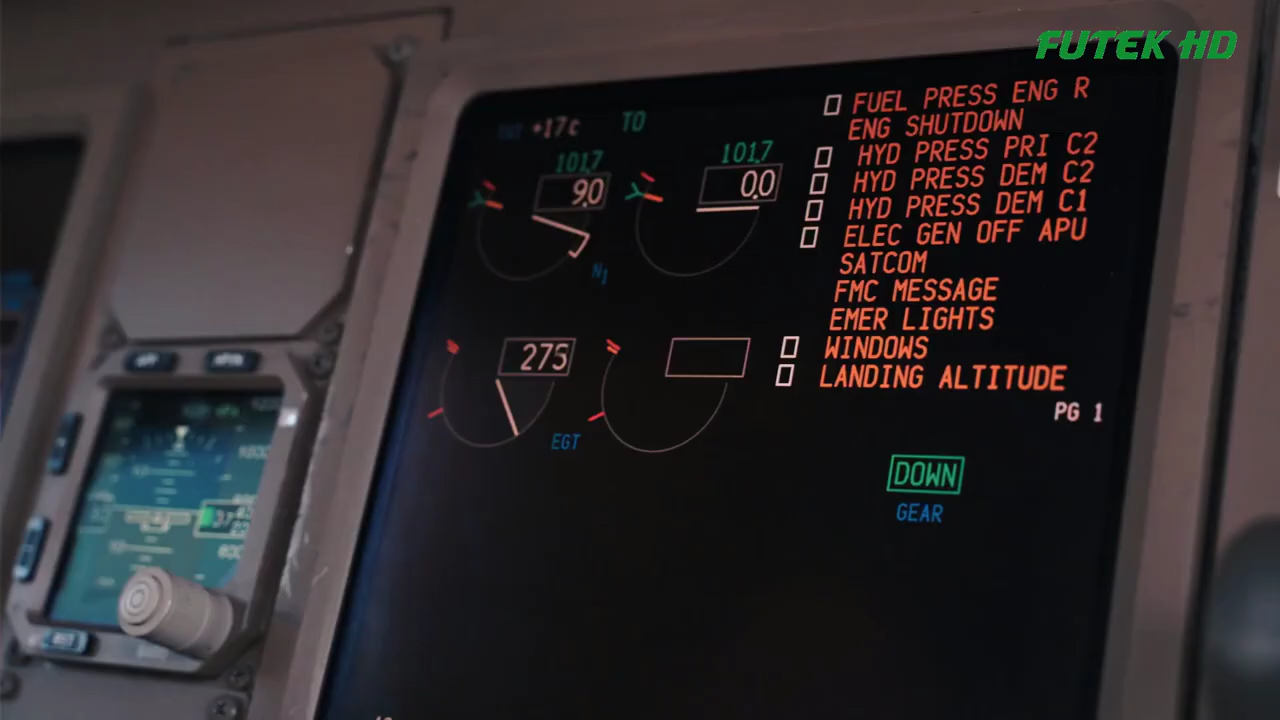 FUTEK HD
TAT +17c TO
101.7
9.0
101.7
0.0
N1
275
EGT
FUEL PRESS ENG R
ENG SHUTDOWN
HYD PRESS PRI C2
HYD PRESS DEM C2
HYD PRESS DEM C1
ELEC GEN OFF APU
SATCOM
FMC MESSAGE
EMER LIGHTS
WINDOWS
LANDING ALTITUDE
PG 1
DOWN
GEAR